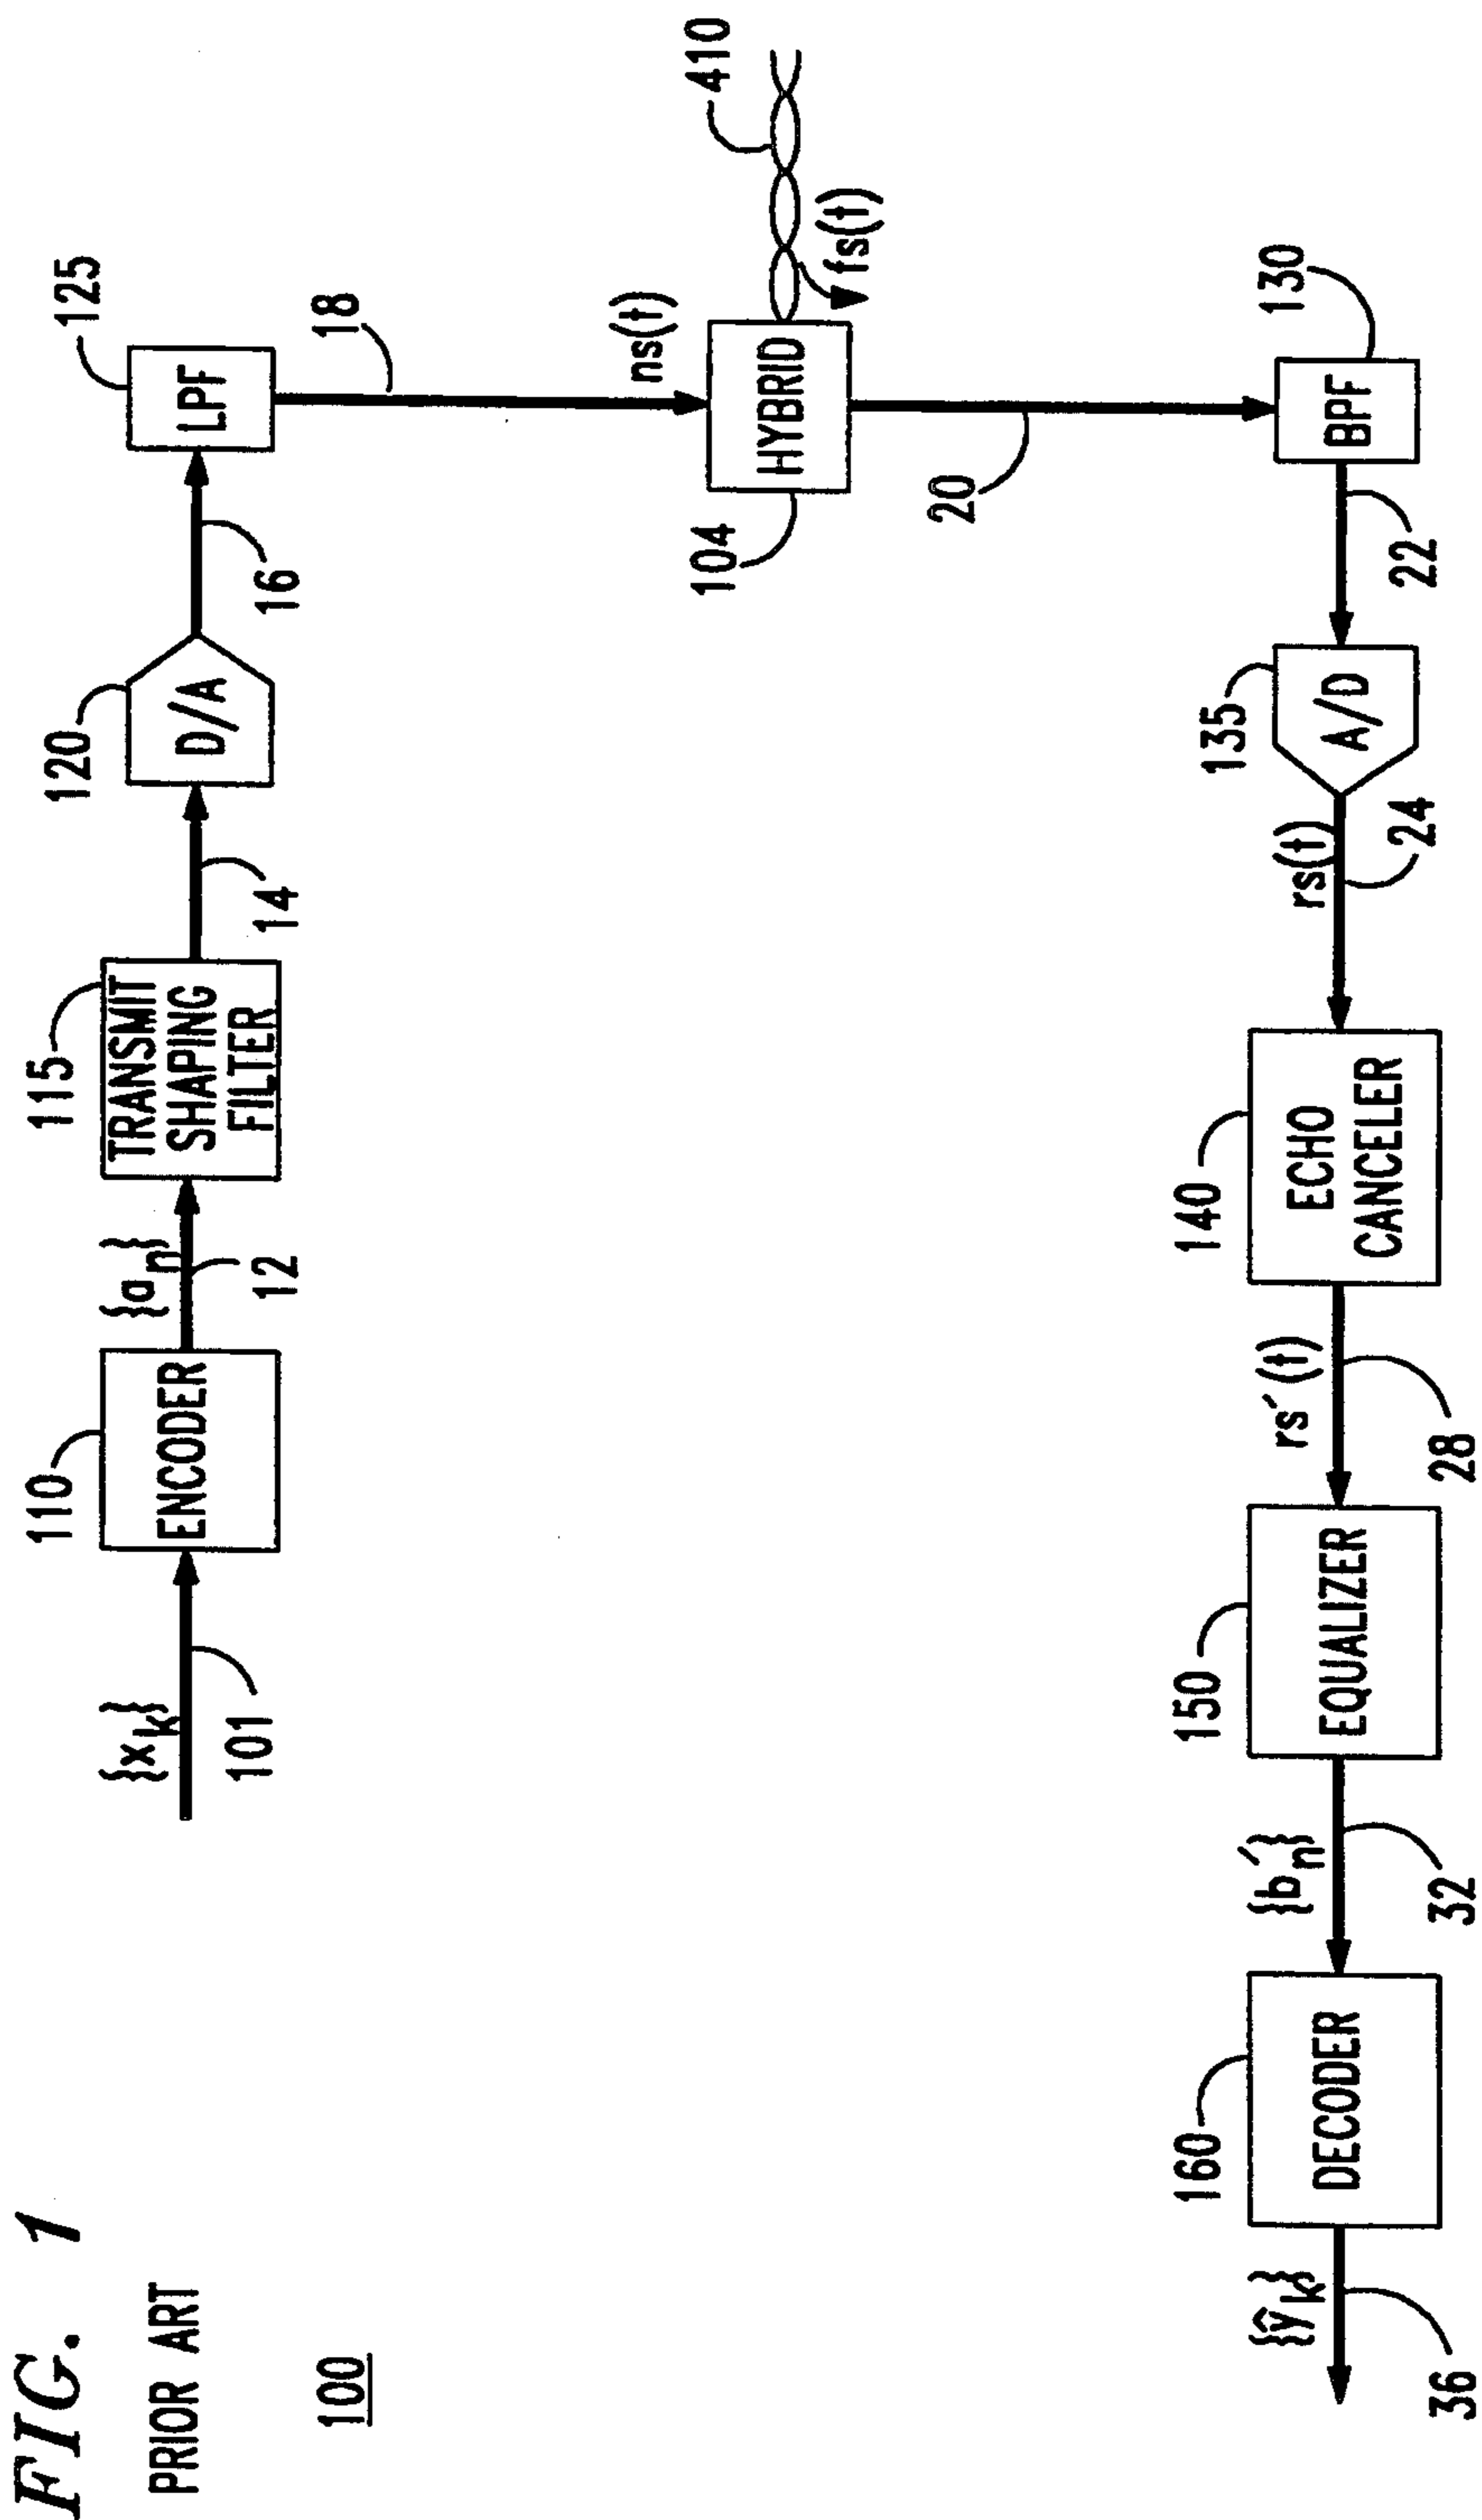 FIG. 1
PRIOR ART
100
{x_k}
101
110
ENCODER
{a_n}
12
115
TRANSMIT
SHAPING
FILTER
14
120
D/A
16
125
LPF
18
ns(t)
104
HYBRID
410
fs(t)
20
130
BPF
22
135
A/D
rs(t)
24
140
ECHO
CANCELER
rs´(t)
28
150
EQUALIZER
{b´_n}
32
160
DECODER
{ŷ_k}
36